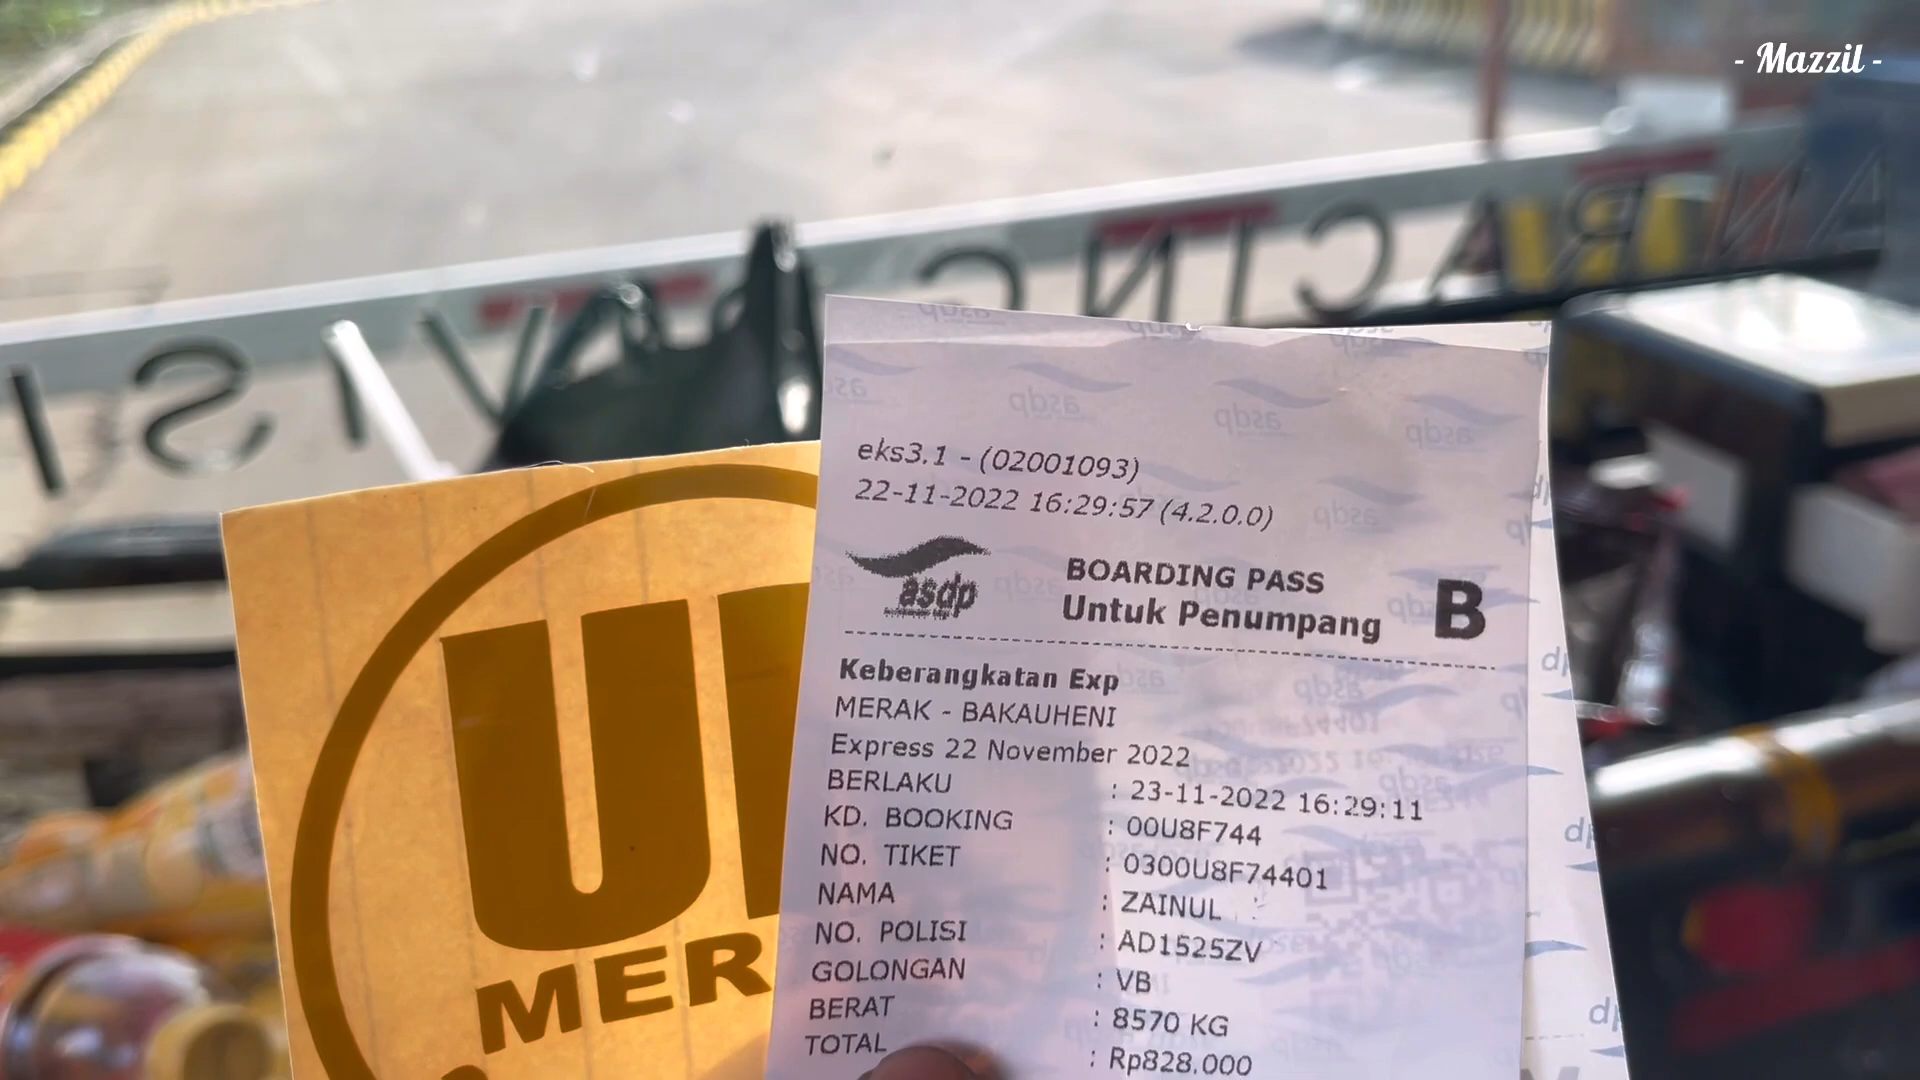 - Mazzil -
eks3.1 - (02001093)
22-11-2022 16:29:57 (4.2.0.0)
asdp
BOARDING PASS
Untuk Penumpang
B
Keberangkatan Exp
MERAK - BAKAUHENI
Express 22 November 2022
BERLAKU : 23-11-2022 16:29:11
KD. BOOKING : 00U8F744
NO. TIKET : 0300U8F74401
NAMA : ZAINUL
NO. POLISI : AD1525ZV
GOLONGAN : VB
BERAT : 8570 KG
TOTAL : Rp828.000
MER